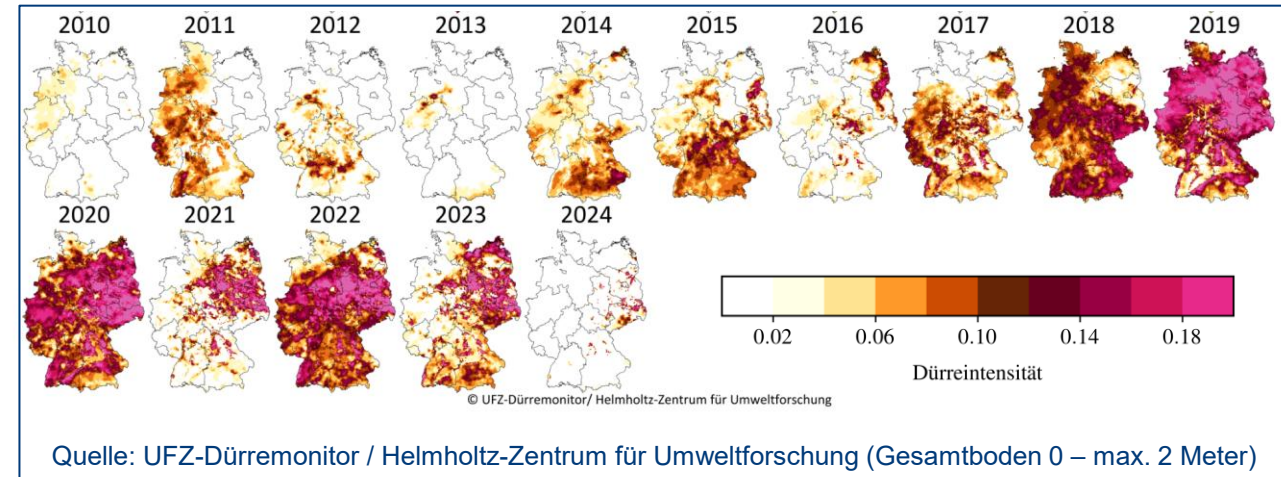 2010 2011 2012 2013 2014 2015 2016 2017 2018 2019
2020 2021 2022 2023 2024
0.02 0.06 0.10 0.14 0.18
Dürreintensität
© UFZ-Dürremonitor/ Helmholtz-Zentrum für Umweltforschung
Quelle: UFZ-Dürremonitor / Helmholtz-Zentrum für Umweltforschung (Gesamtboden 0 – max. 2 Meter)